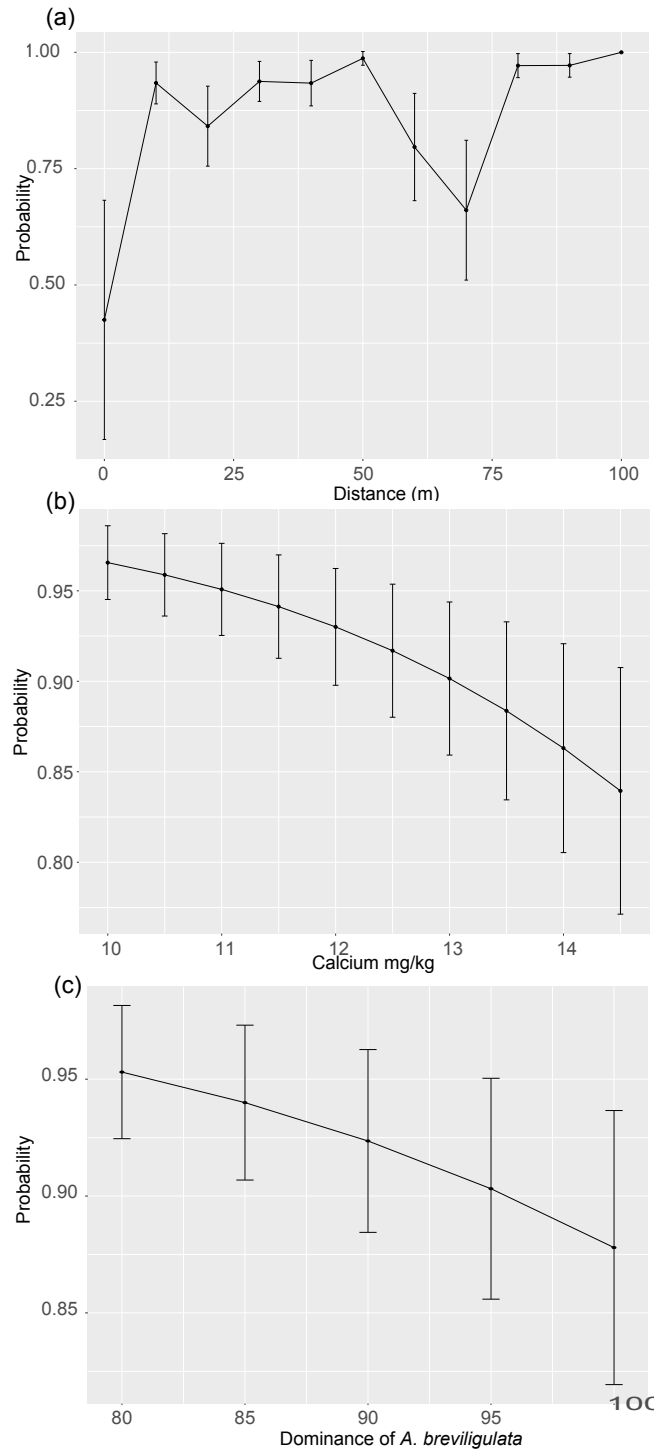 (a)
1.00
0.75
0.50
0.25
Probability
0 25 50 75 100
Distance (m)
(b)
0.95
0.90
0.85
0.80
Probability
10 11 12 13 14
Calcium mg/kg
(c)
0.95
0.90
0.85
Probability
80 85 90 95 100
Dominance of A. breviligulata